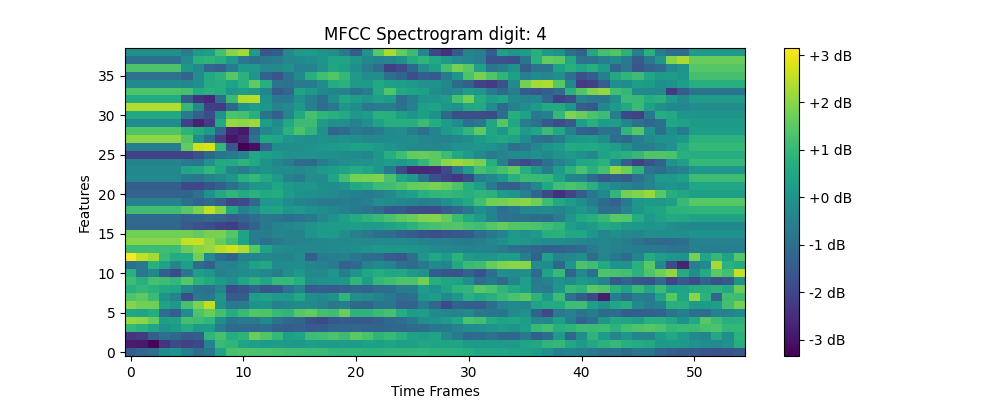 MFCC Spectrogram digit: 4
Features
35
30
25
20
15
10
5
0
0 10 20 30 40 50
Time Frames
+3 dB
+2 dB
+1 dB
+0 dB
-1 dB
-2 dB
-3 dB